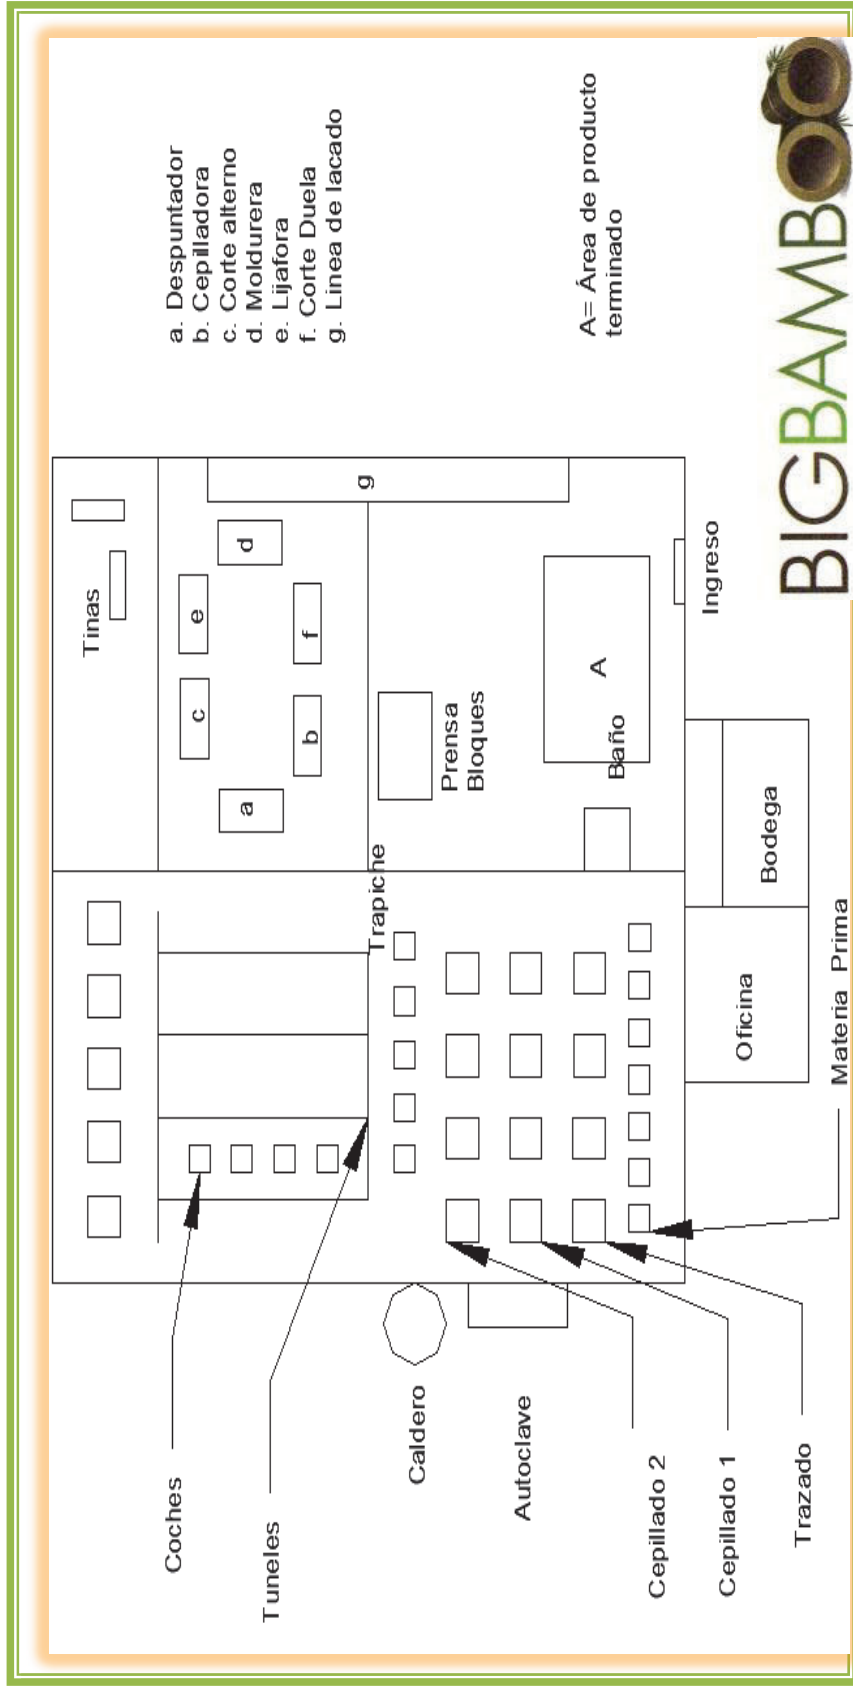 Coches
Tuneles
Caldero
Autoclave
Cepillado 2
Cepillado 1
Trazado
Materia Prima
Oficina
Bodega
Trapiche
Tinas
a
c
e
d
b
f
g
Prensa
Bloques
Baño
A
Ingreso
a. Despuntador
b. Cepilladora
c. Corte alterno
d. Moldurera
e. Lijafora
f. Corte Duela
g. Linea de lacado
A= Área de producto
terminado
BIGBAMBOO